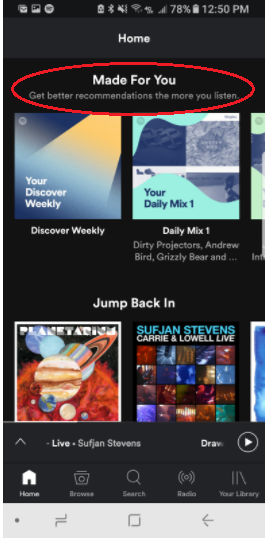 78% 12:50 PM
Home
Made For You
Get better recommendations the more you listen.
Your
Discover
Weekly
Your
Daily Mix 1
Discover Weekly
Daily Mix 1
Dirty Projectors, Andrew
Bird, Grizzly Bear and ...
Jump Back In
PLANETARIUM
SUFJAN STEVENS
CARRIE & LOWELL LIVE
- Live • Sufjan Stevens
Draw
Home
Browse
Search
Radio
Your Library